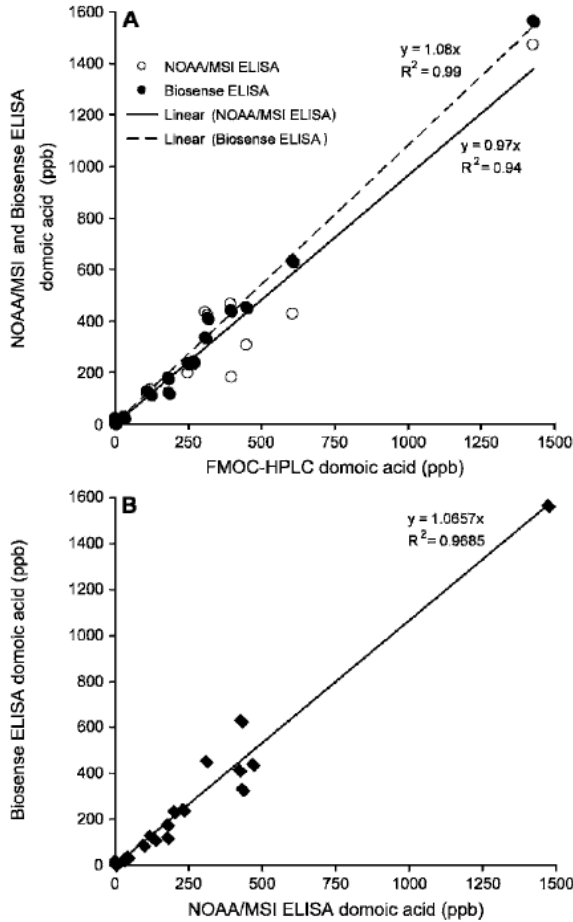 A
NOAA/MSI ELISA
Biosense ELISA
Linear (NOAA/MSI ELISA)
Linear (Biosense ELISA)
y = 1.08x
R² = 0.99
y = 0.97x
R² = 0.94
NOAA/MSI and Biosense ELISA
domoic acid (ppb)
1600
1400
1200
1000
800
600
400
200
0
0 250 500 750 1000 1250 1500
FMOC-HPLC domoic acid (ppb)
B
y = 1.0657x
R² = 0.9685
Biosense ELISA domoic acid (ppb)
1600
1400
1200
1000
800
600
400
200
0
0 250 500 750 1000 1250 1500
NOAA/MSI ELISA domoic acid (ppb)